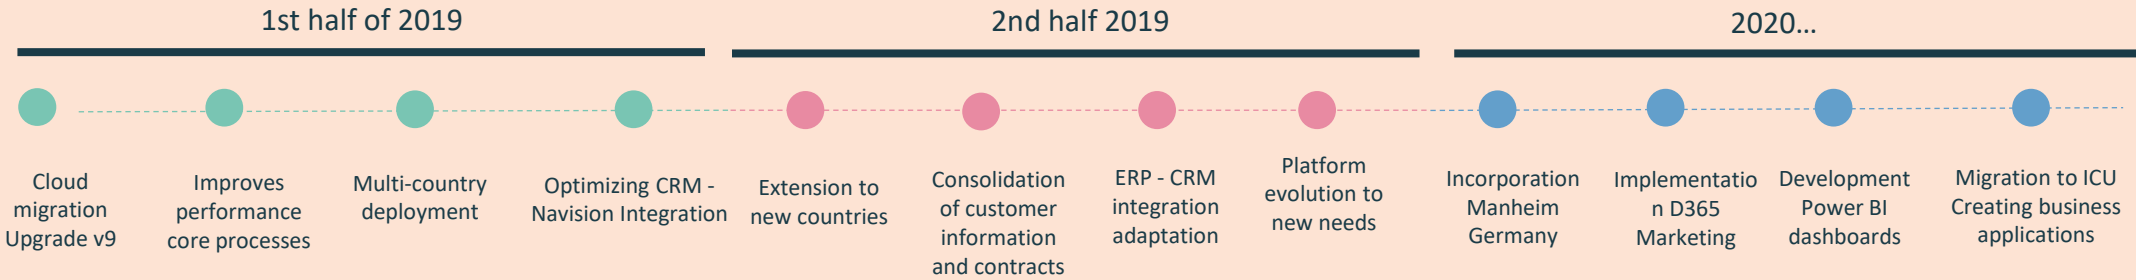 1st half of 2019
2nd half 2019
2020...
Cloud
migration
Upgrade v9
Improves
performance
core processes
Multi-country
deployment
Optimizing CRM -
Navision Integration
Extension to
new countries
Consolidation
of customer
information
and contracts
ERP - CRM
integration
adaptation
Platform
evolution to
new needs
Incorporation
Manheim
Germany
Implementatio
n D365
Marketing
Development
Power BI
dashboards
Migration to ICU
Creating business
applications